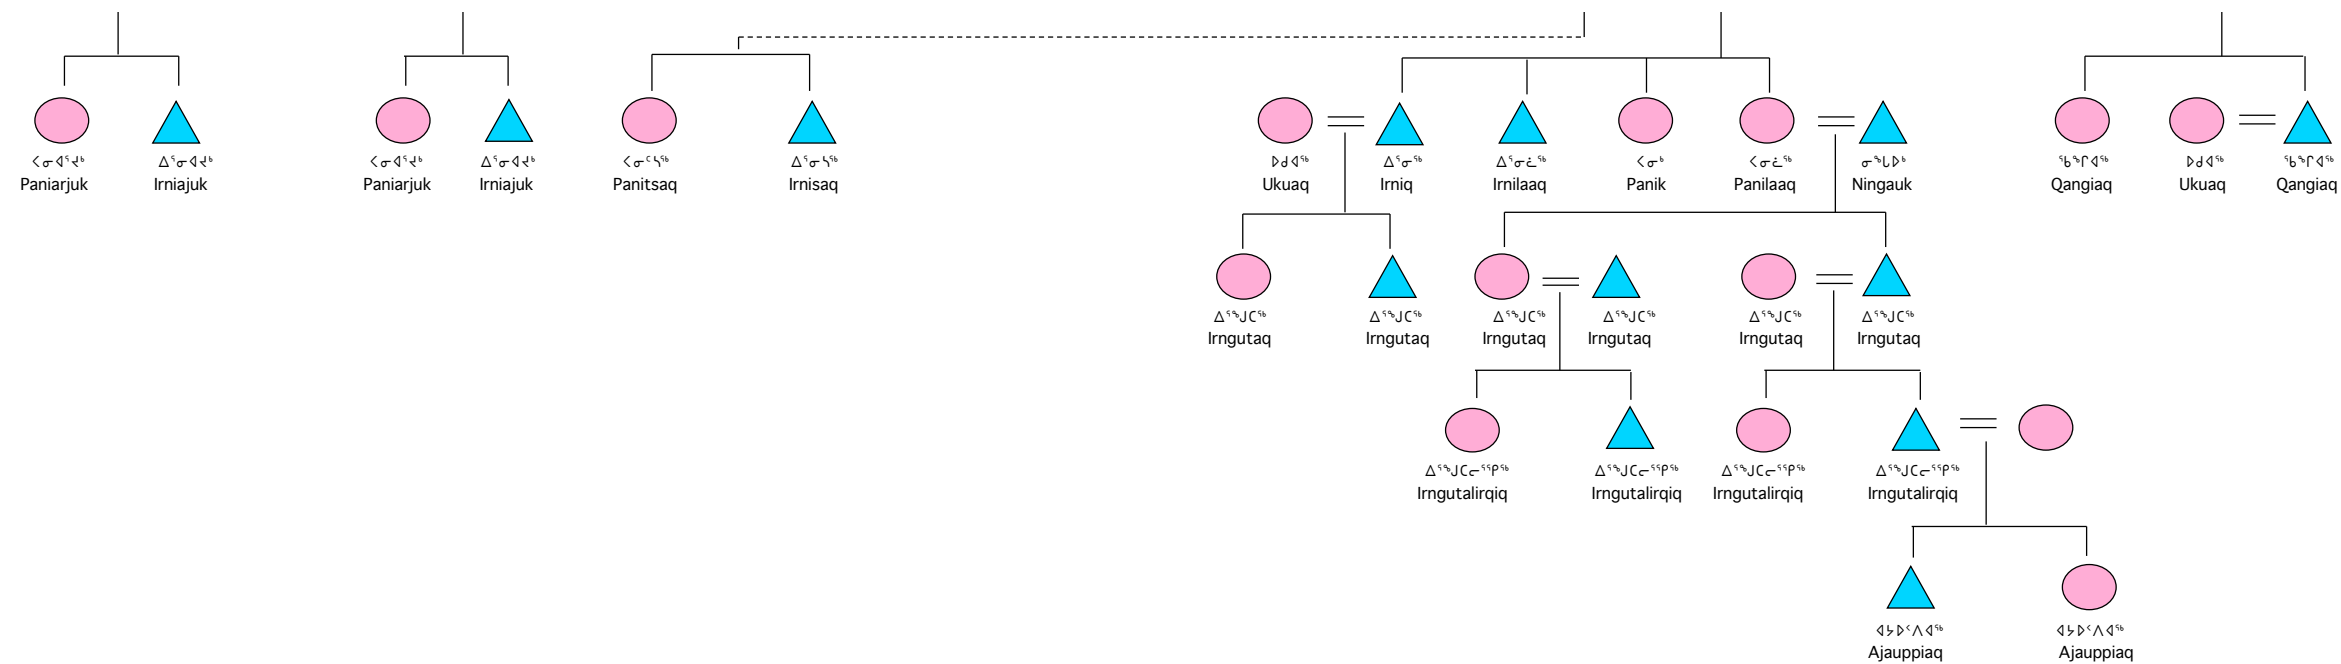 ᐸᓂᐊᕐᔪᒃ
Paniarjuk
ᐃᕐᓂᐊᔪᒃ
Irniajuk
ᐸᓂᐊᕐᔪᒃ
Paniarjuk
ᐃᕐᓂᐊᔪᒃ
Irniajuk
ᐸᓂᑦᓴᖅ
Panitsaq
ᐃᕐᓂᓴᖅ
Irnisaq
ᐅᑯᐊᖅ
Ukuaq
ᐃᕐᓂᖅ
Irniq
ᐃᕐᓂᓛᖅ
Irnilaaq
ᐸᓂᒃ
Panik
ᐸᓂᓛᖅ
Panilaaq
ᓂᖓᐅᒃ
Ningauk
ᖃᖏᐊᖅ
Qangiaq
ᐅᑯᐊᖅ
Ukuaq
ᖃᖏᐊᖅ
Qangiaq
ᐃᕐᖑᑕᖅ
Irngutaq
ᐃᕐᖑᑕᖅ
Irngutaq
ᐃᕐᖑᑕᖅ
Irngutaq
ᐃᕐᖑᑕᖅ
Irngutaq
ᐃᕐᖑᑕᖅ
Irngutaq
ᐃᕐᖑᑕᖅ
Irngutaq
ᐃᕐᖑᑕᓕᕐᕿᖅ
Irngutalirqiq
ᐃᕐᖑᑕᓕᕐᕿᖅ
Irngutalirqiq
ᐃᕐᖑᑕᓕᕐᕿᖅ
Irngutalirqiq
ᐃᕐᖑᑕᓕᕐᕿᖅ
Irngutalirqiq
ᐊᔭᐅᑉᐱᐊᖅ
Ajauppiaq
ᐊᔭᐅᑉᐱᐊᖅ
Ajauppiaq